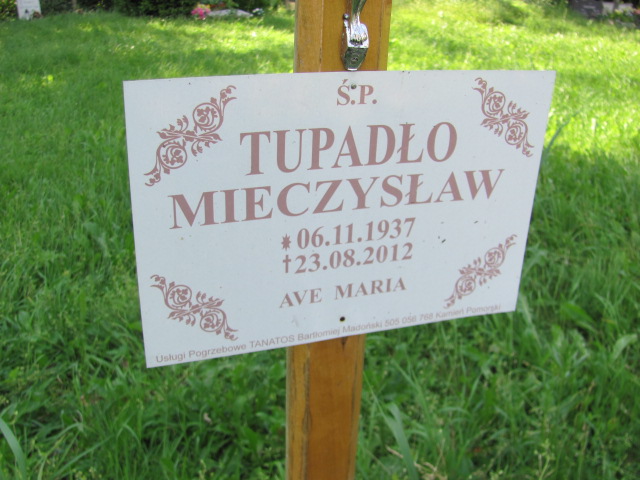 Ś.P.
TUPADŁO
MIECZYSŁAW
* 06.11.1937
† 23.08.2012
AVE MARIA
Usługi Pogrzebowe TANATOS Bartłomiej Madoński 505 056 768 Kamień Pomorski